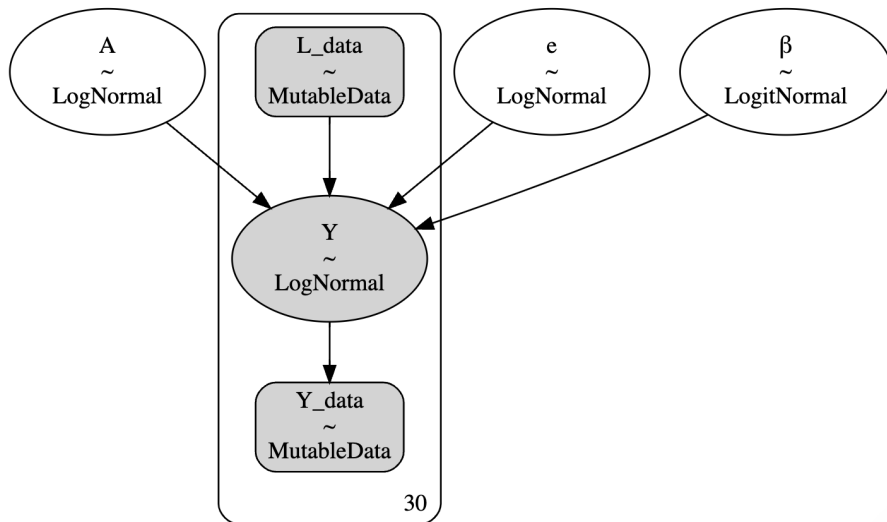 A
~
LogNormal
L_data
~
MutableData
e
~
LogNormal
β
~
LogitNormal
Y
~
LogNormal
Y_data
~
MutableData
30